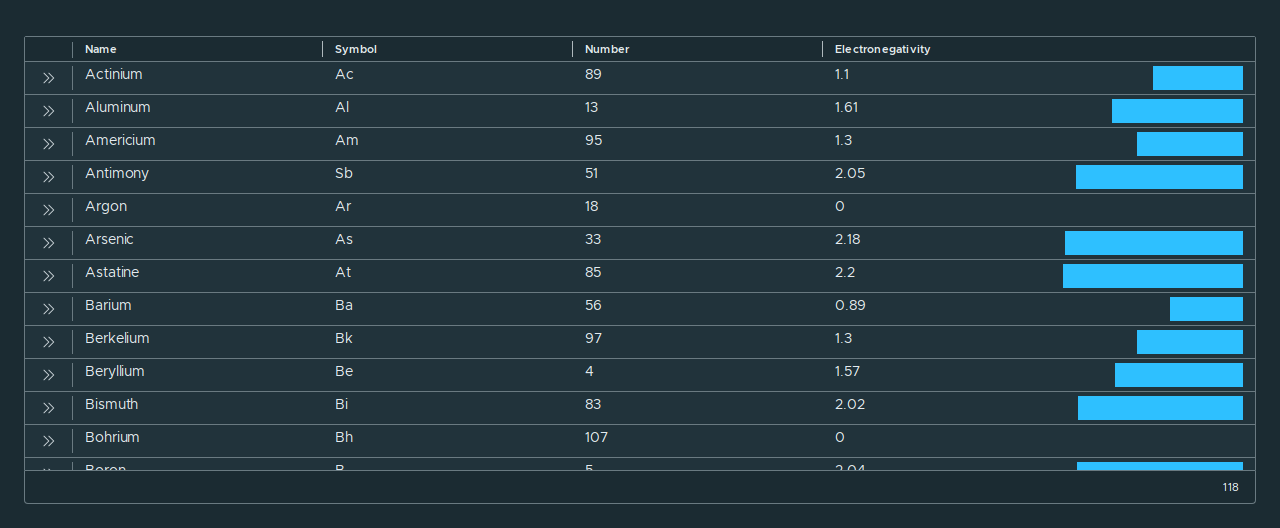 Name Symbol Number Electronegativity
Actinium Ac 89 1.1
Aluminum Al 13 1.61
Americium Am 95 1.3
Antimony Sb 51 2.05
Argon Ar 18 0
Arsenic As 33 2.18
Astatine At 85 2.2
Barium Ba 56 0.89
Berkelium Bk 97 1.3
Beryllium Be 4 1.57
Bismuth Bi 83 2.02
Bohrium Bh 107 0
Boron B 5 2.04
118